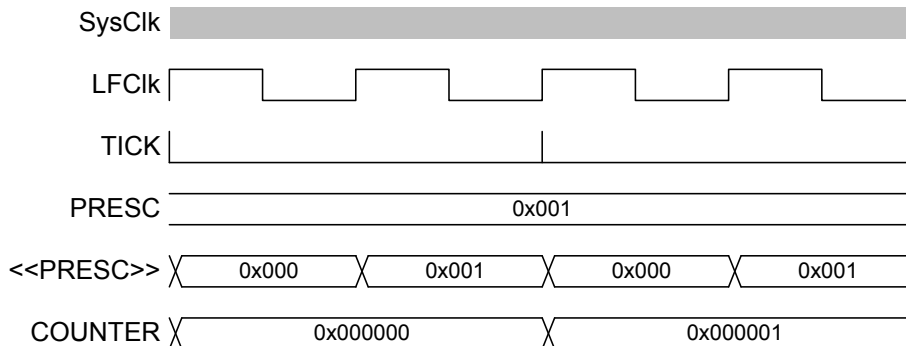 SysClk
LFClk
TICK
PRESC 0x001
<<PRESC>> 0x000 0x001 0x000 0x001
COUNTER 0x000000 0x000001